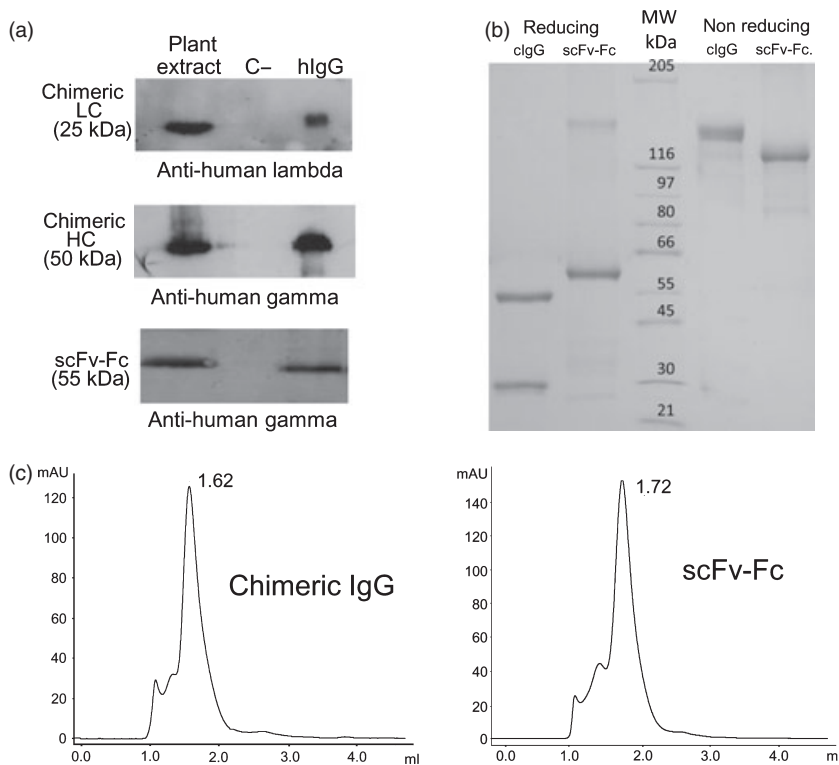 (a)
Plant
extract C– hIgG
Chimeric
LC
(25 kDa)
Anti-human lambda
Chimeric
HC
(50 kDa)
Anti-human gamma
scFv-Fc
(55 kDa)
Anti-human gamma
(b)
Reducing MW Non reducing
cIgG scFv-Fc kDa cIgG scFv-Fc.
205
116
97
80
66
55
45
30
21
(c)
mAU
1.62
120
100
80
60
40
20
0
Chimeric IgG
0.0 1.0 2.0 3.0 4.0 ml
mAU
1.72
140
120
100
80
60
40
20
0
scFv-Fc
0.0 1.0 2.0 3.0 4.0 m